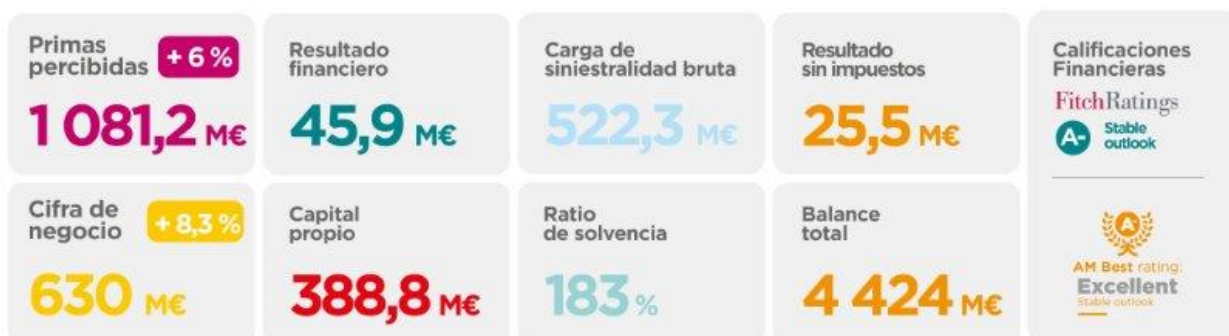 Primas
percibidas
+ 6 %
1 081,2 M€
Resultado
financiero
45,9 M€
Carga de
siniestralidad bruta
522,3 M€
Resultado
sin impuestos
25,5 M€
Calificaciones
Financieras
FitchRatings
A-
Stable
outlook
Cifra de
negocio
+ 8,3 %
630 M€
Capital
propio
388,8 M€
Ratio
de solvencia
183 %
Balance
total
4 424 M€
A-
AM Best rating:
Excellent
Stable outlook